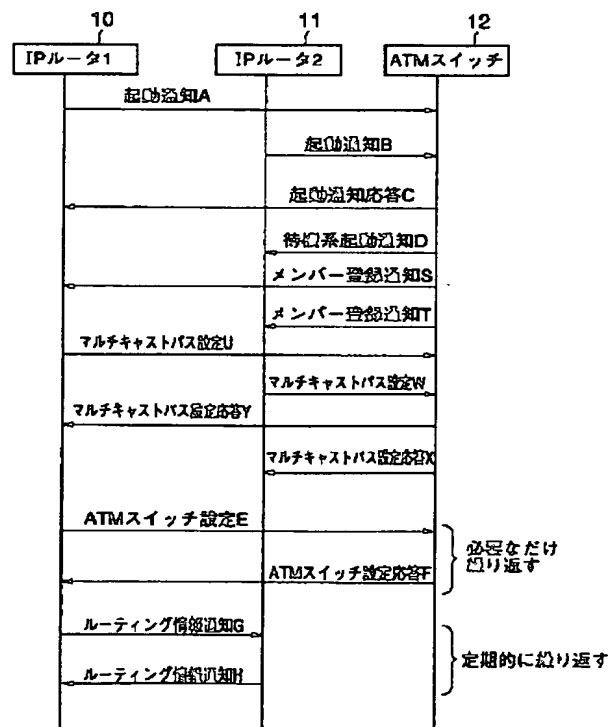 10
11
12
IPルータ1
IPルータ2
ATMスイッチ
起動通知A
起動通知B
起動通知応答C
待機系起動通知D
メンバー登録通知S
メンバー登録通知T
マルチキャストパス設定U
マルチキャストパス設定W
マルチキャストパス設定応答Y
マルチキャストパス設定応答X
ATMスイッチ設定E
ATMスイッチ設定応答F
必要なだけ
繰り返す
ルーティング情報通知G
ルーティング情報通知H
定期的に繰り返す